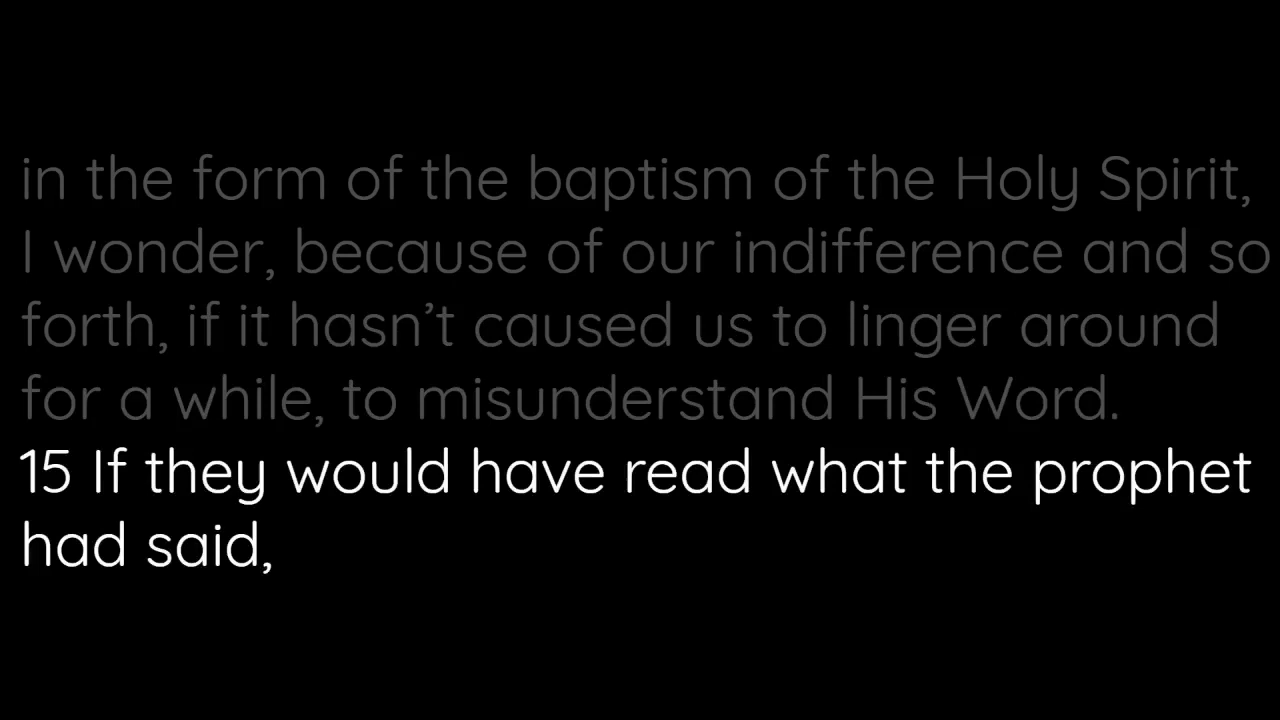 in the form of the baptism of the Holy Spirit,
I wonder, because of our indifference and so
forth, if it hasn’t caused us to linger around
for a while, to misunderstand His Word.
15 If they would have read what the prophet
had said,